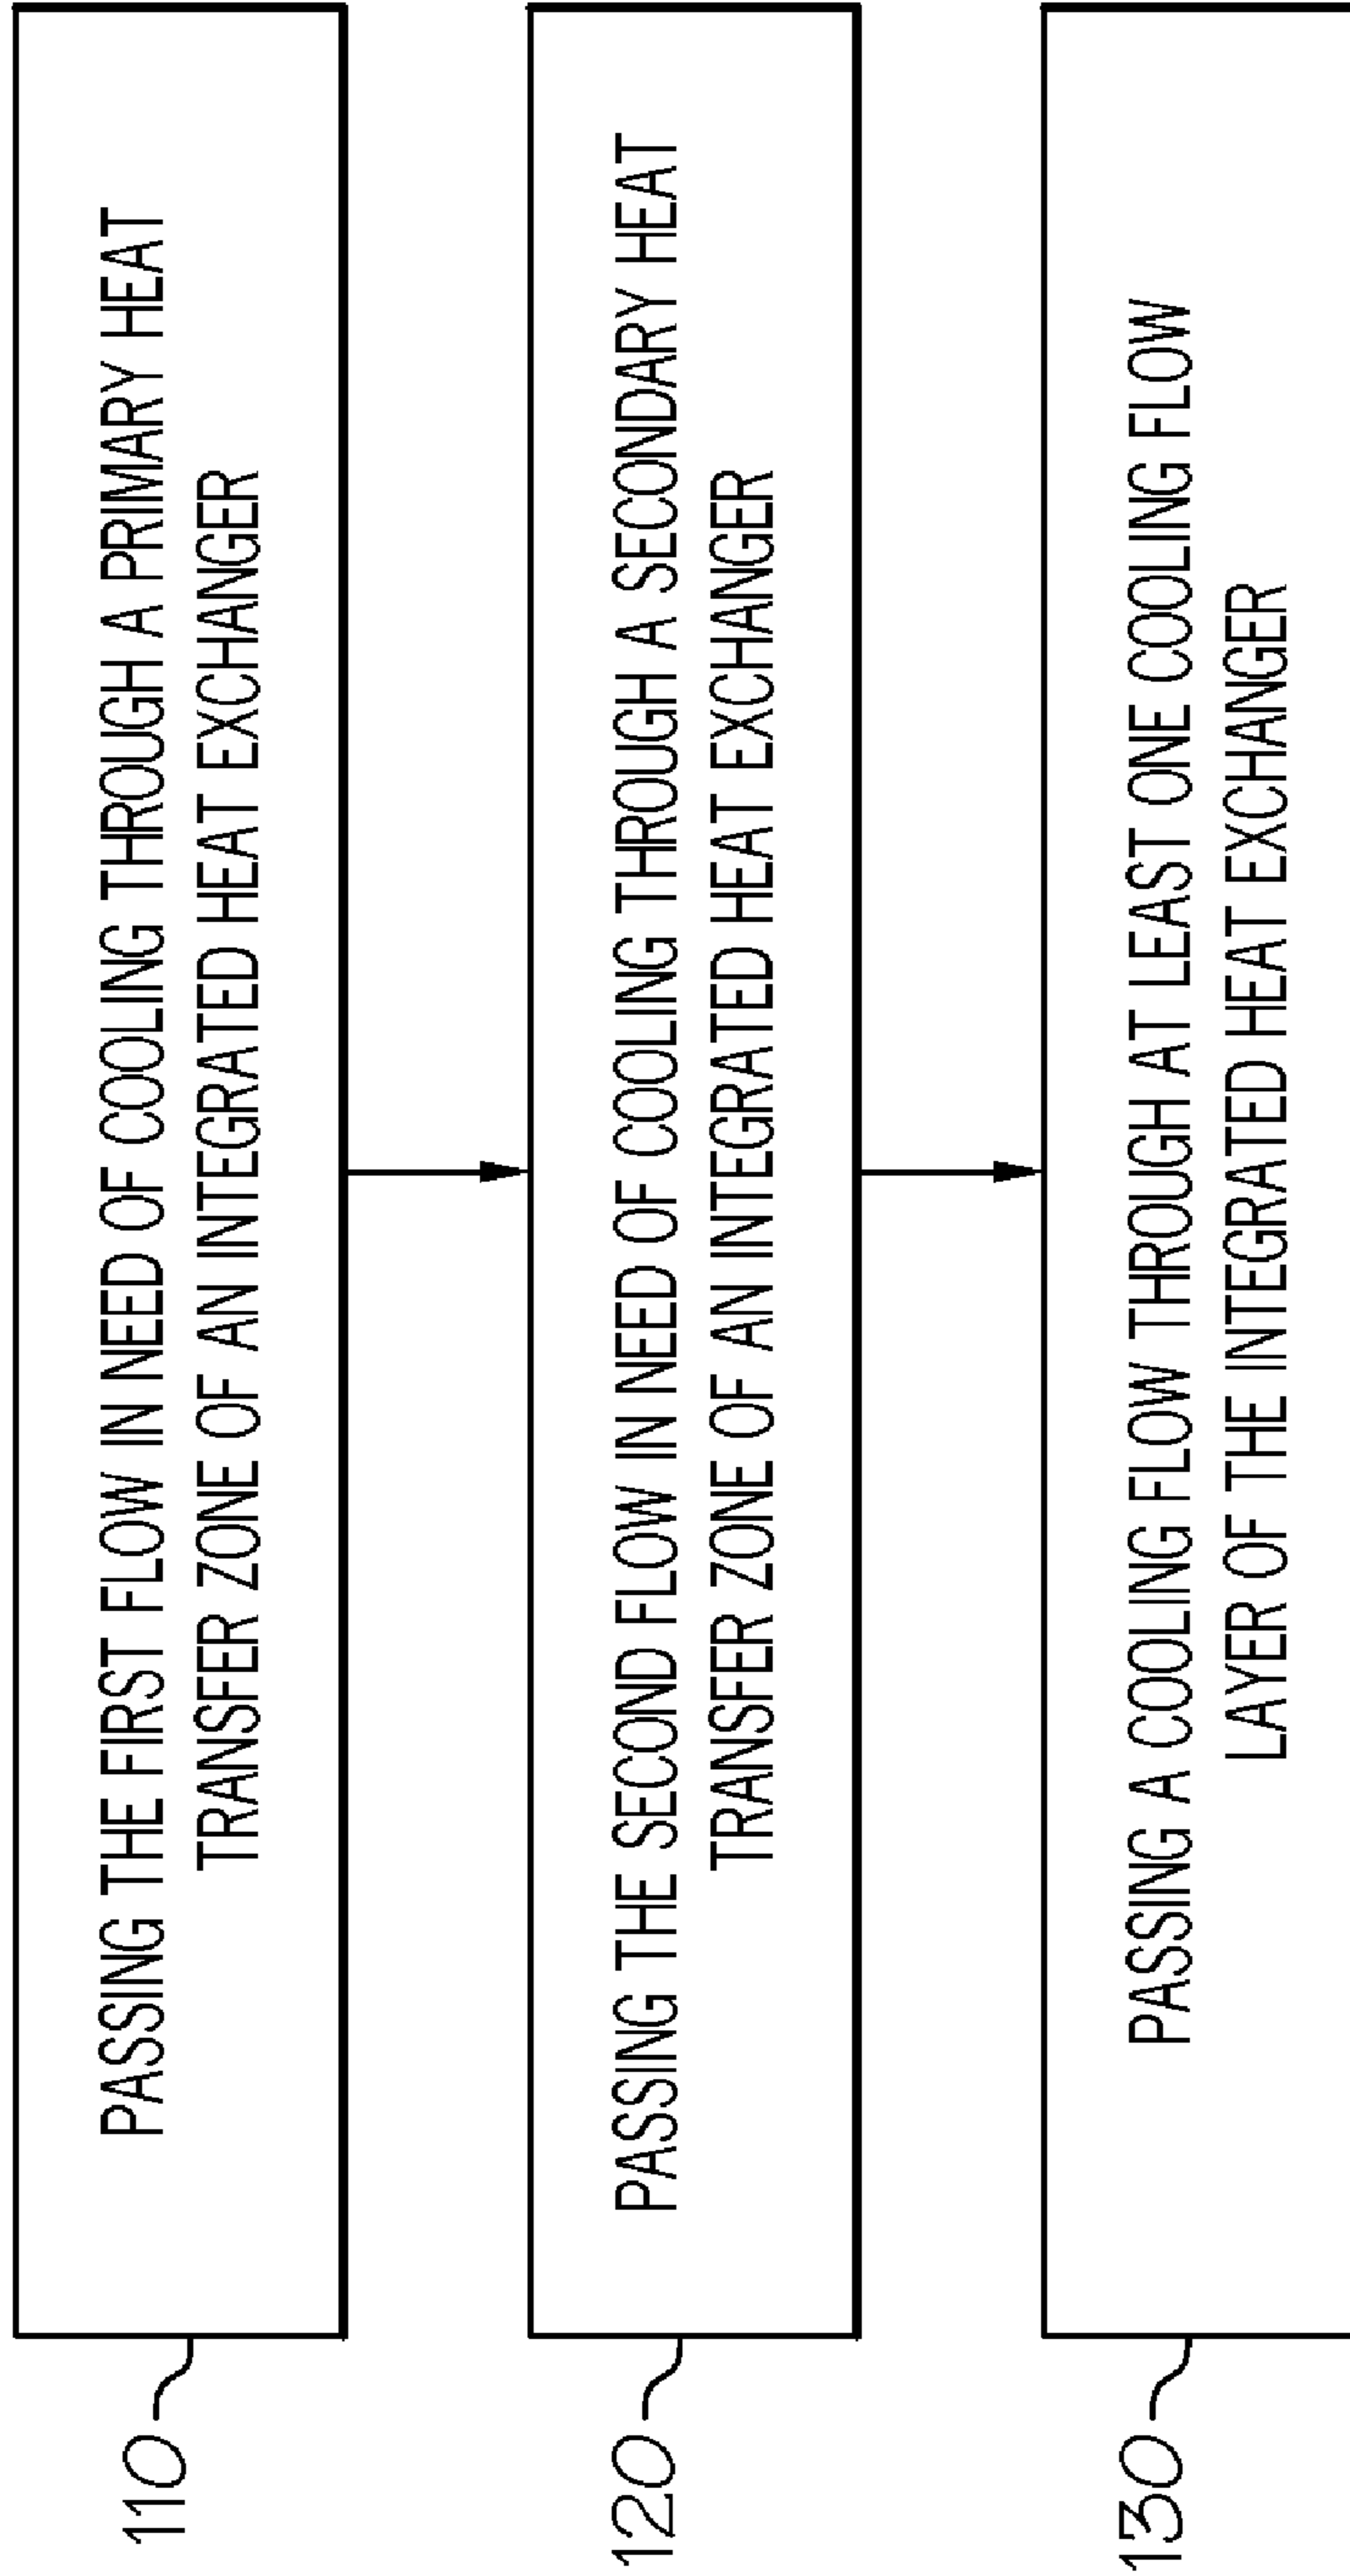 110
PASSING THE FIRST FLOW IN NEED OF COOLING THROUGH A PRIMARY HEAT
TRANSFER ZONE OF AN INTEGRATED HEAT EXCHANGER
120
PASSING THE SECOND FLOW IN NEED OF COOLING THROUGH A SECONDARY HEAT
TRANSFER ZONE OF AN INTEGRATED HEAT EXCHANGER
130
PASSING A COOLING FLOW THROUGH AT LEAST ONE COOLING FLOW
LAYER OF THE INTEGRATED HEAT EXCHANGER